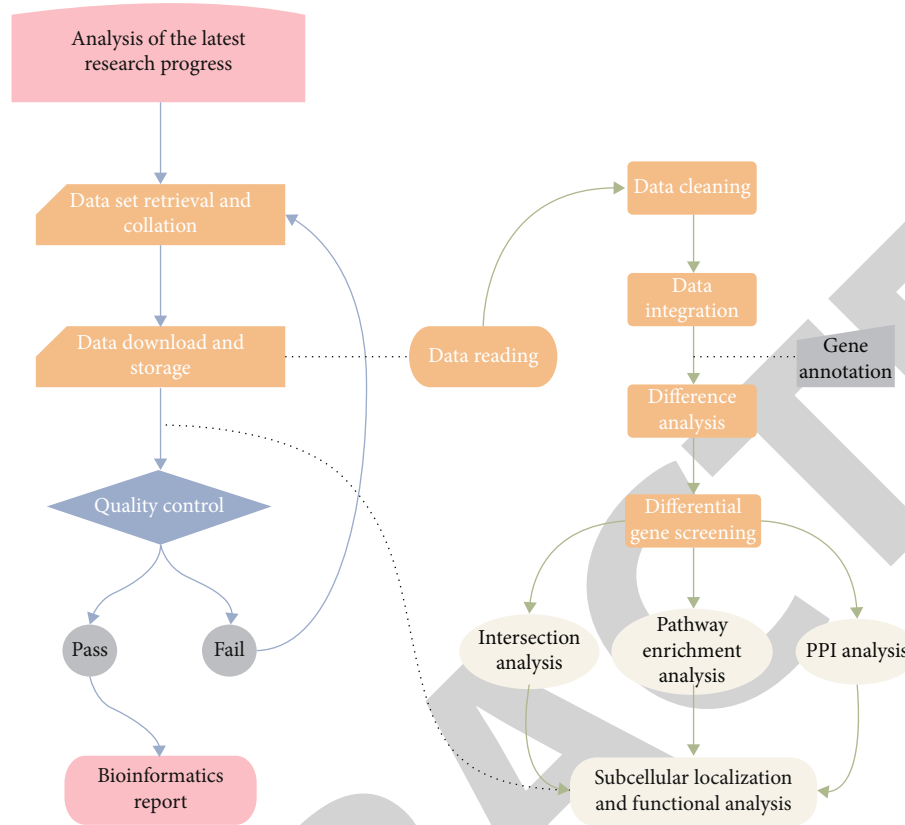 Analysis of the latest
research progress
Data set retrieval and
collation
Data download and
storage
Quality control
Pass
Fail
Bioinformatics
report
Data reading
Data cleaning
Data
integration
Gene
annotation
Difference
analysis
Differential
gene screening
Intersection
analysis
Pathway
enrichment
analysis
PPI analysis
Subcellular localization
and functional analysis